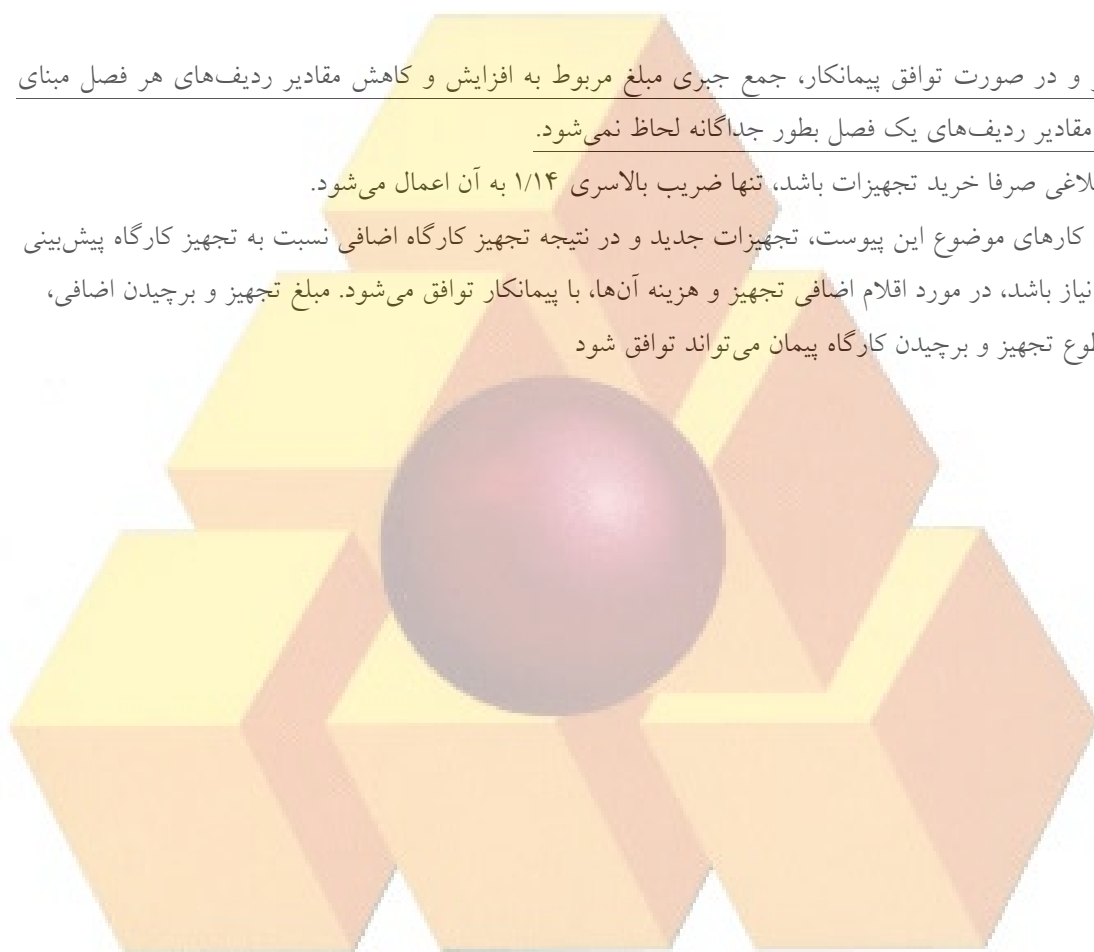 و در صورت توافق پیمانکار، جمع جبری مبلغ مربوط به افزایش و کاهش مقادیر ردیف‌های هر فصل مبنای
مقادیر ردیف‌های یک فصل بطور جداگانه لحاظ نمی‌شود.
لاغی صرفا خرید تجهیزات باشد، تنها ضریب بالاسری ۱/۱۴ به آن اعمال می‌شود.
کارهای موضوع این پیوست، تجهیزات جدید و در نتیجه تجهیز کارگاه اضافی نسبت به تجهیز کارگاه پیش‌بینی
نیاز باشد، در مورد اقلام اضافی تجهیز و هزینه آن‌ها، با پیمانکار توافق می‌شود. مبلغ تجهیز و برچیدن اضافی،
طوع تجهیز و برچیدن کارگاه پیمان می‌تواند توافق شود